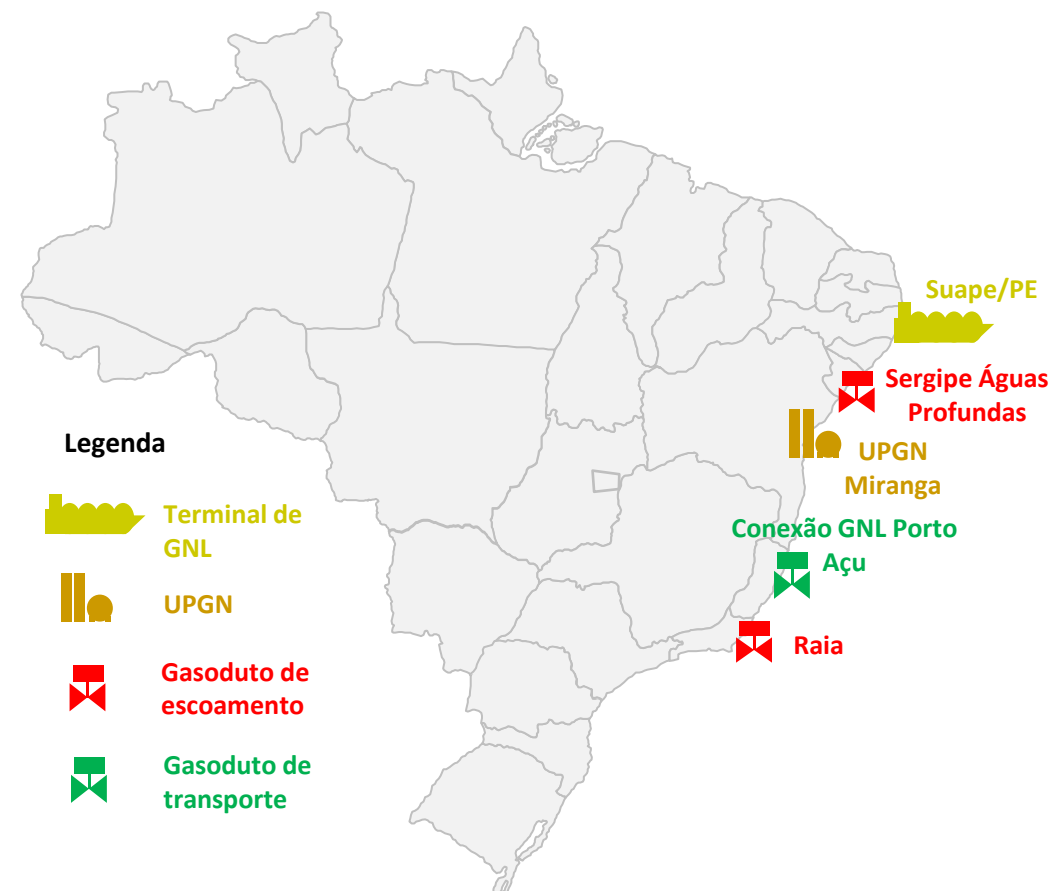 Suape/PE
Sergipe Águas
Profundas
UPGN
Miranga
Conexão GNL Porto
Açu
Raia
Legenda
Terminal de
GNL
UPGN
Gasoduto de
escoamento
Gasoduto de
transporte